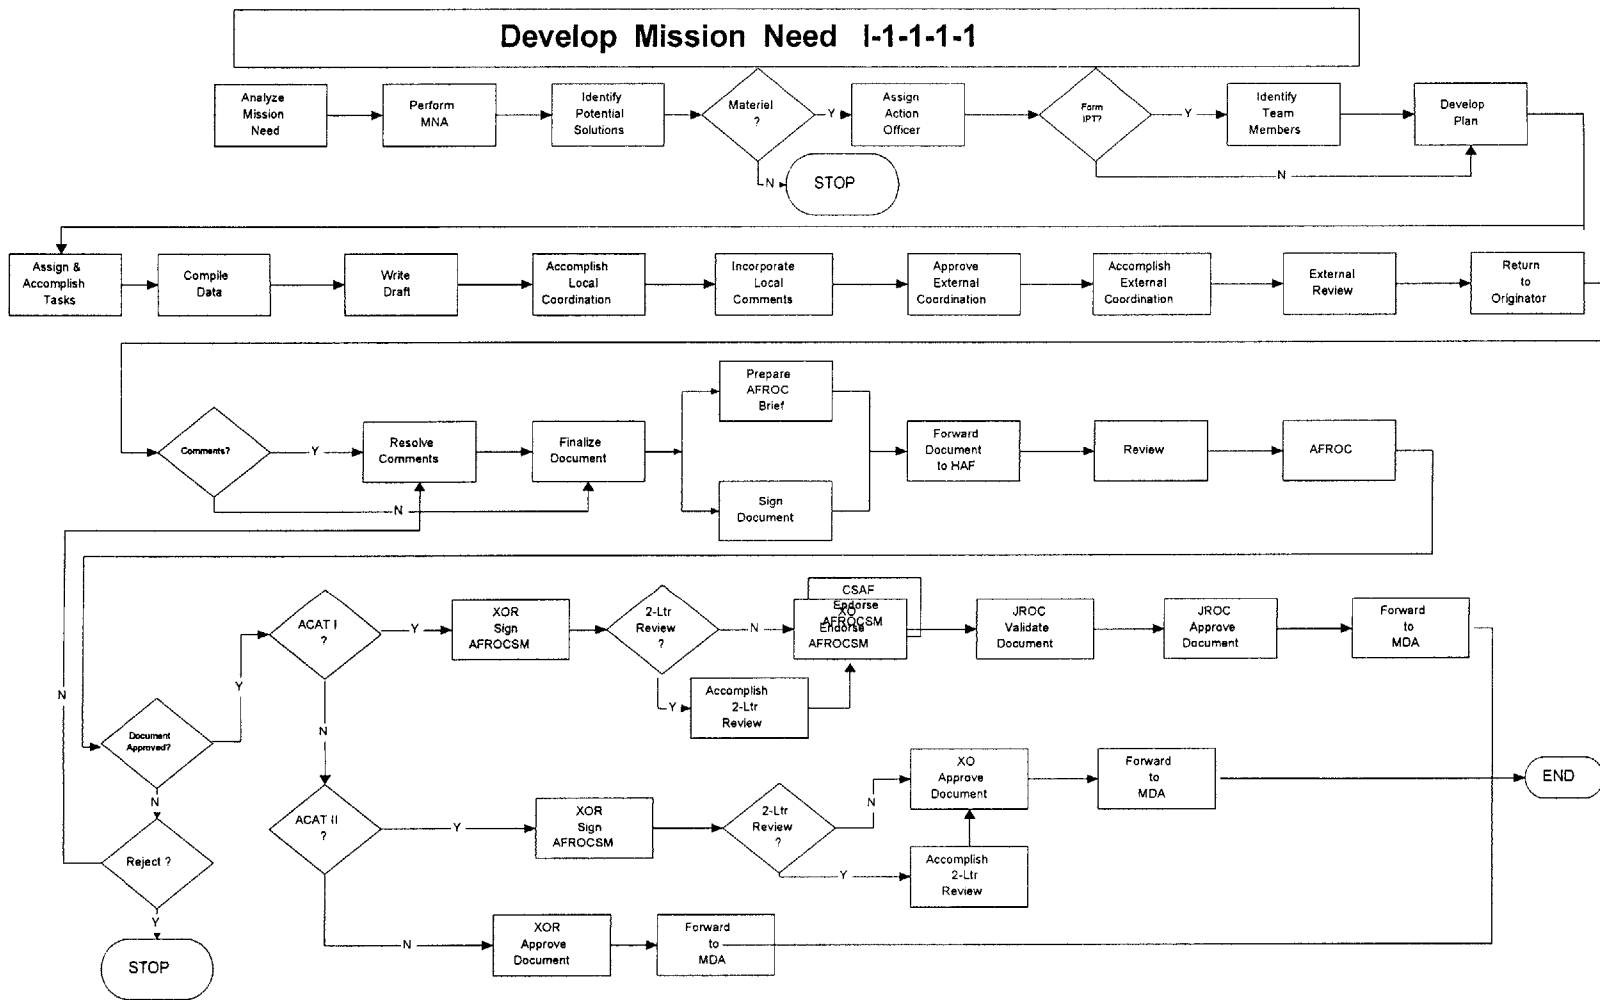 Develop Mission Need I-1-1-1-1
Analyze
Mission
Need
Perform
MNA
Identify
Potential
Solutions
Materiel
?
Y
N
STOP
Assign
Action
Officer
Form
IPT?
Y
N
Identify
Team
Members
Develop
Plan
Assign &
Accomplish
Tasks
Compile
Data
Write
Draft
Accomplish
Local
Coordination
Incorporate
Local
Comments
Approve
External
Coordination
Accomplish
External
Coordination
External
Review
Return
to
Originator
Comments?
Y
N
Resolve
Comments
Finalize
Document
Prepare
AFROC
Brief
Sign
Document
Forward
Document
to HAF
Review
AFROC
Document
Approved?
Y
N
Reject ?
N
Y
STOP
ACAT I
?
Y
N
XOR
Sign
AFROCSM
2-Ltr
Review
?
N
Y
Accomplish
2-Ltr
Review
CSAF
Endorse
AFROCSM
XO
Endorse
AFROCSM
JROC
Validate
Document
JROC
Approve
Document
Forward
to
MDA
ACAT II
?
Y
N
XOR
Sign
AFROCSM
2-Ltr
Review
?
N
Y
Accomplish
2-Ltr
Review
XO
Approve
Document
Forward
to
MDA
END
XOR
Approve
Document
Forward
to
MDA